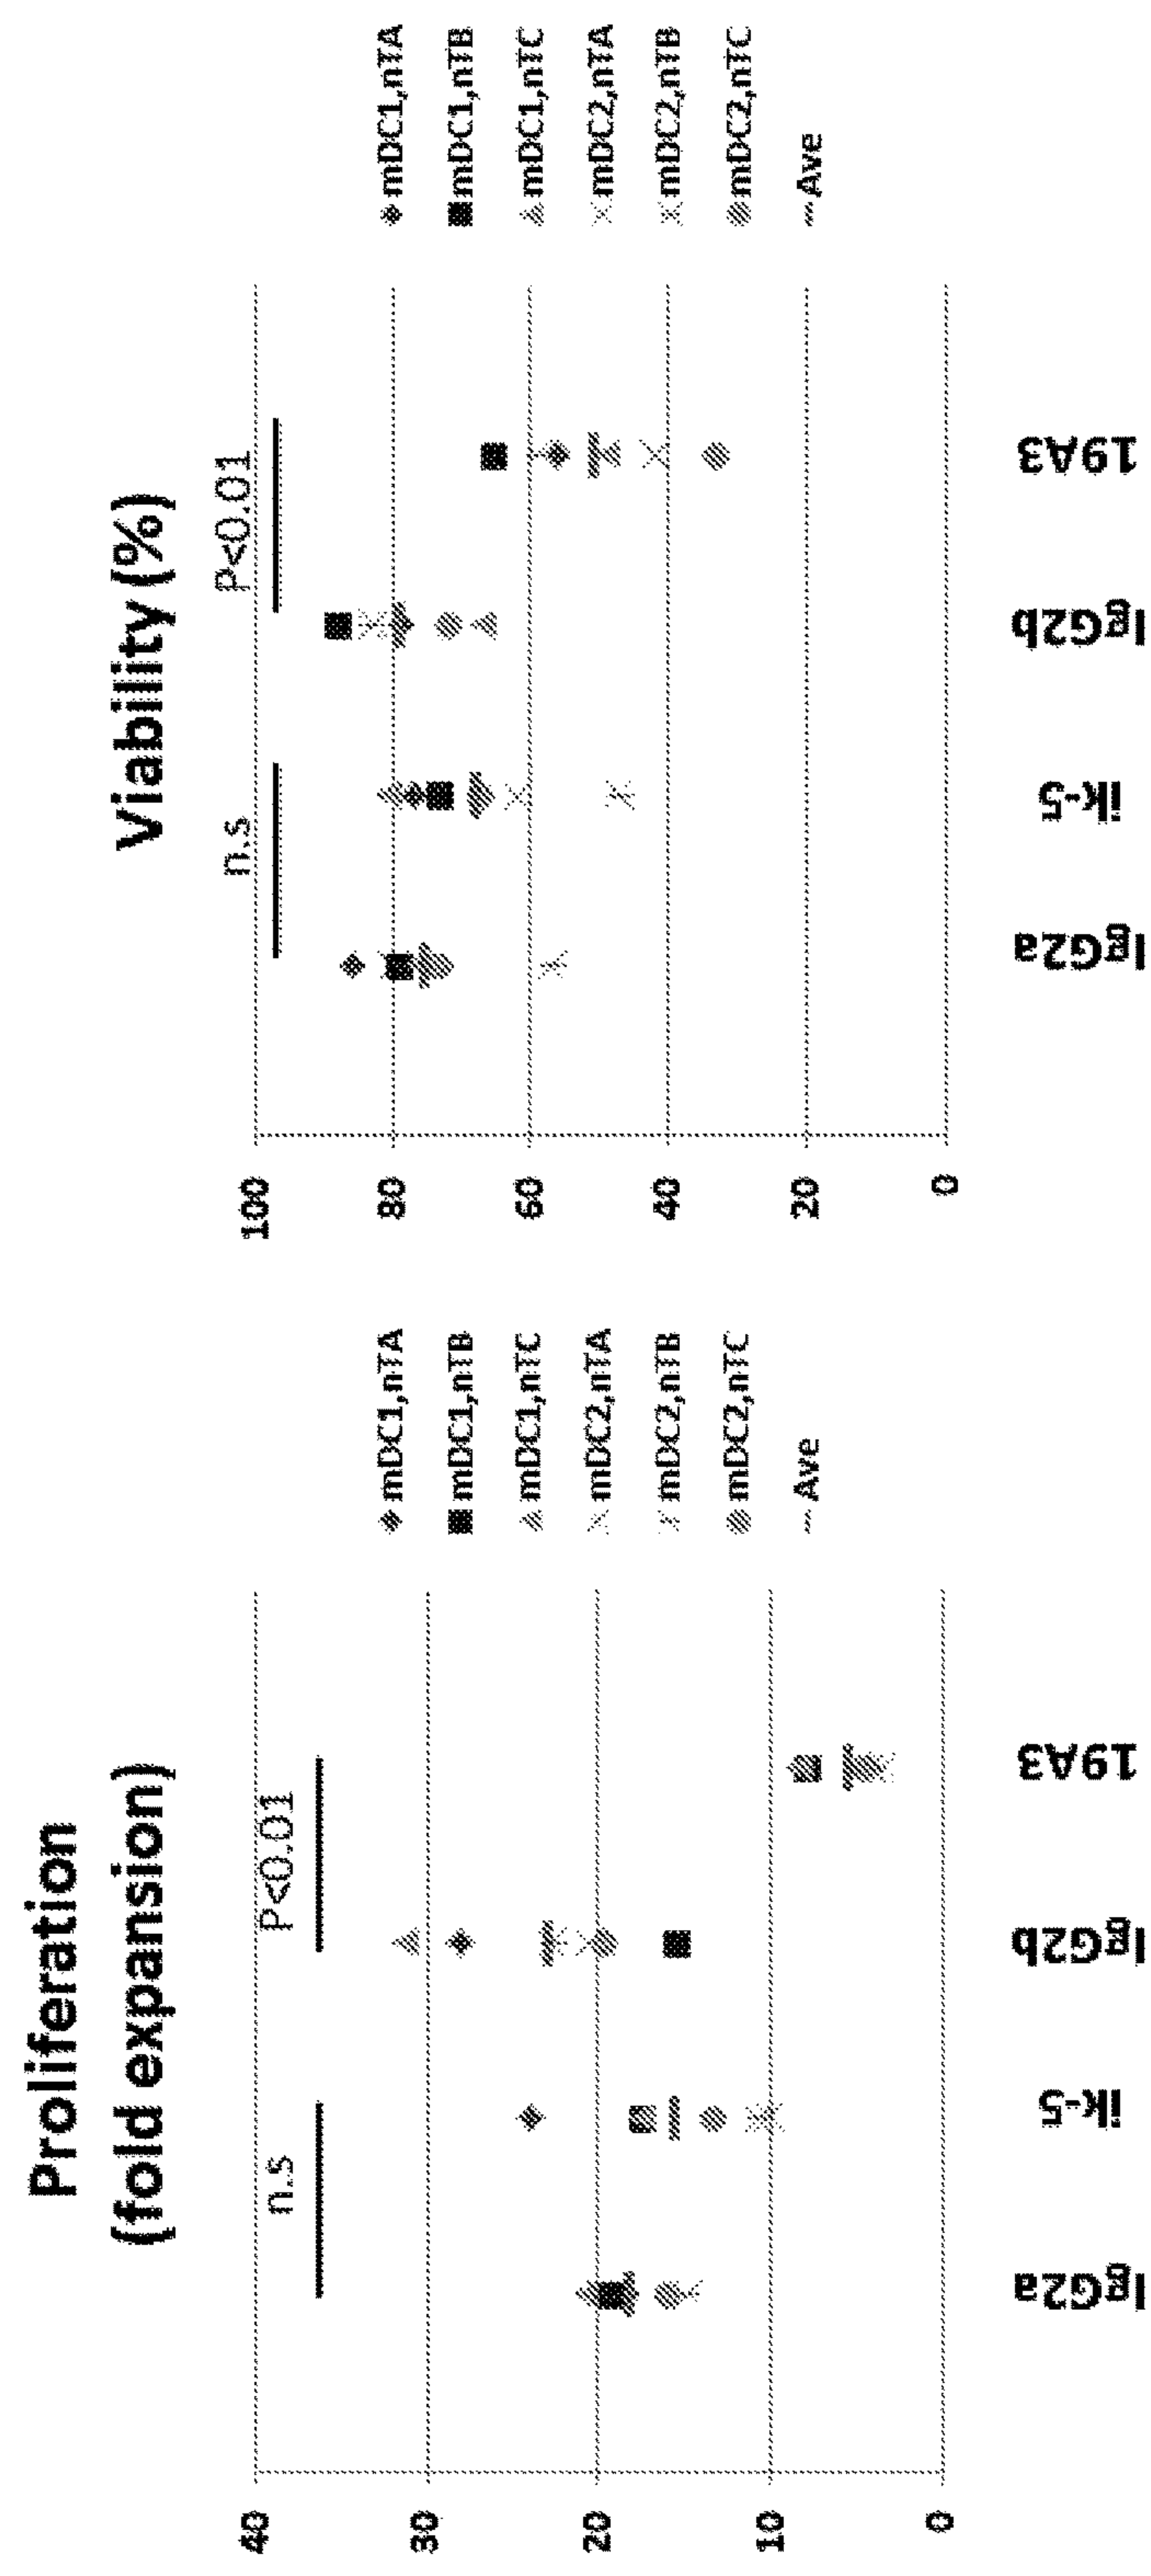 Proliferation
(fold expansion)
40
30
20
10
0
n.s
P<0.01
IgG2a
ik-5
IgG2b
19A3
mDC1,nTA
mDC1,nTB
mDC1,nTC
mDC2,nTA
mDC2,nTB
mDC2,nTC
Ave
Viability (%)
100
80
60
40
20
0
n.s
P<0.01
IgG2a
ik-5
IgG2b
19A3
mDC1,nTA
mDC1,nTB
mDC1,nTC
mDC2,nTA
mDC2,nTB
mDC2,nTC
Ave